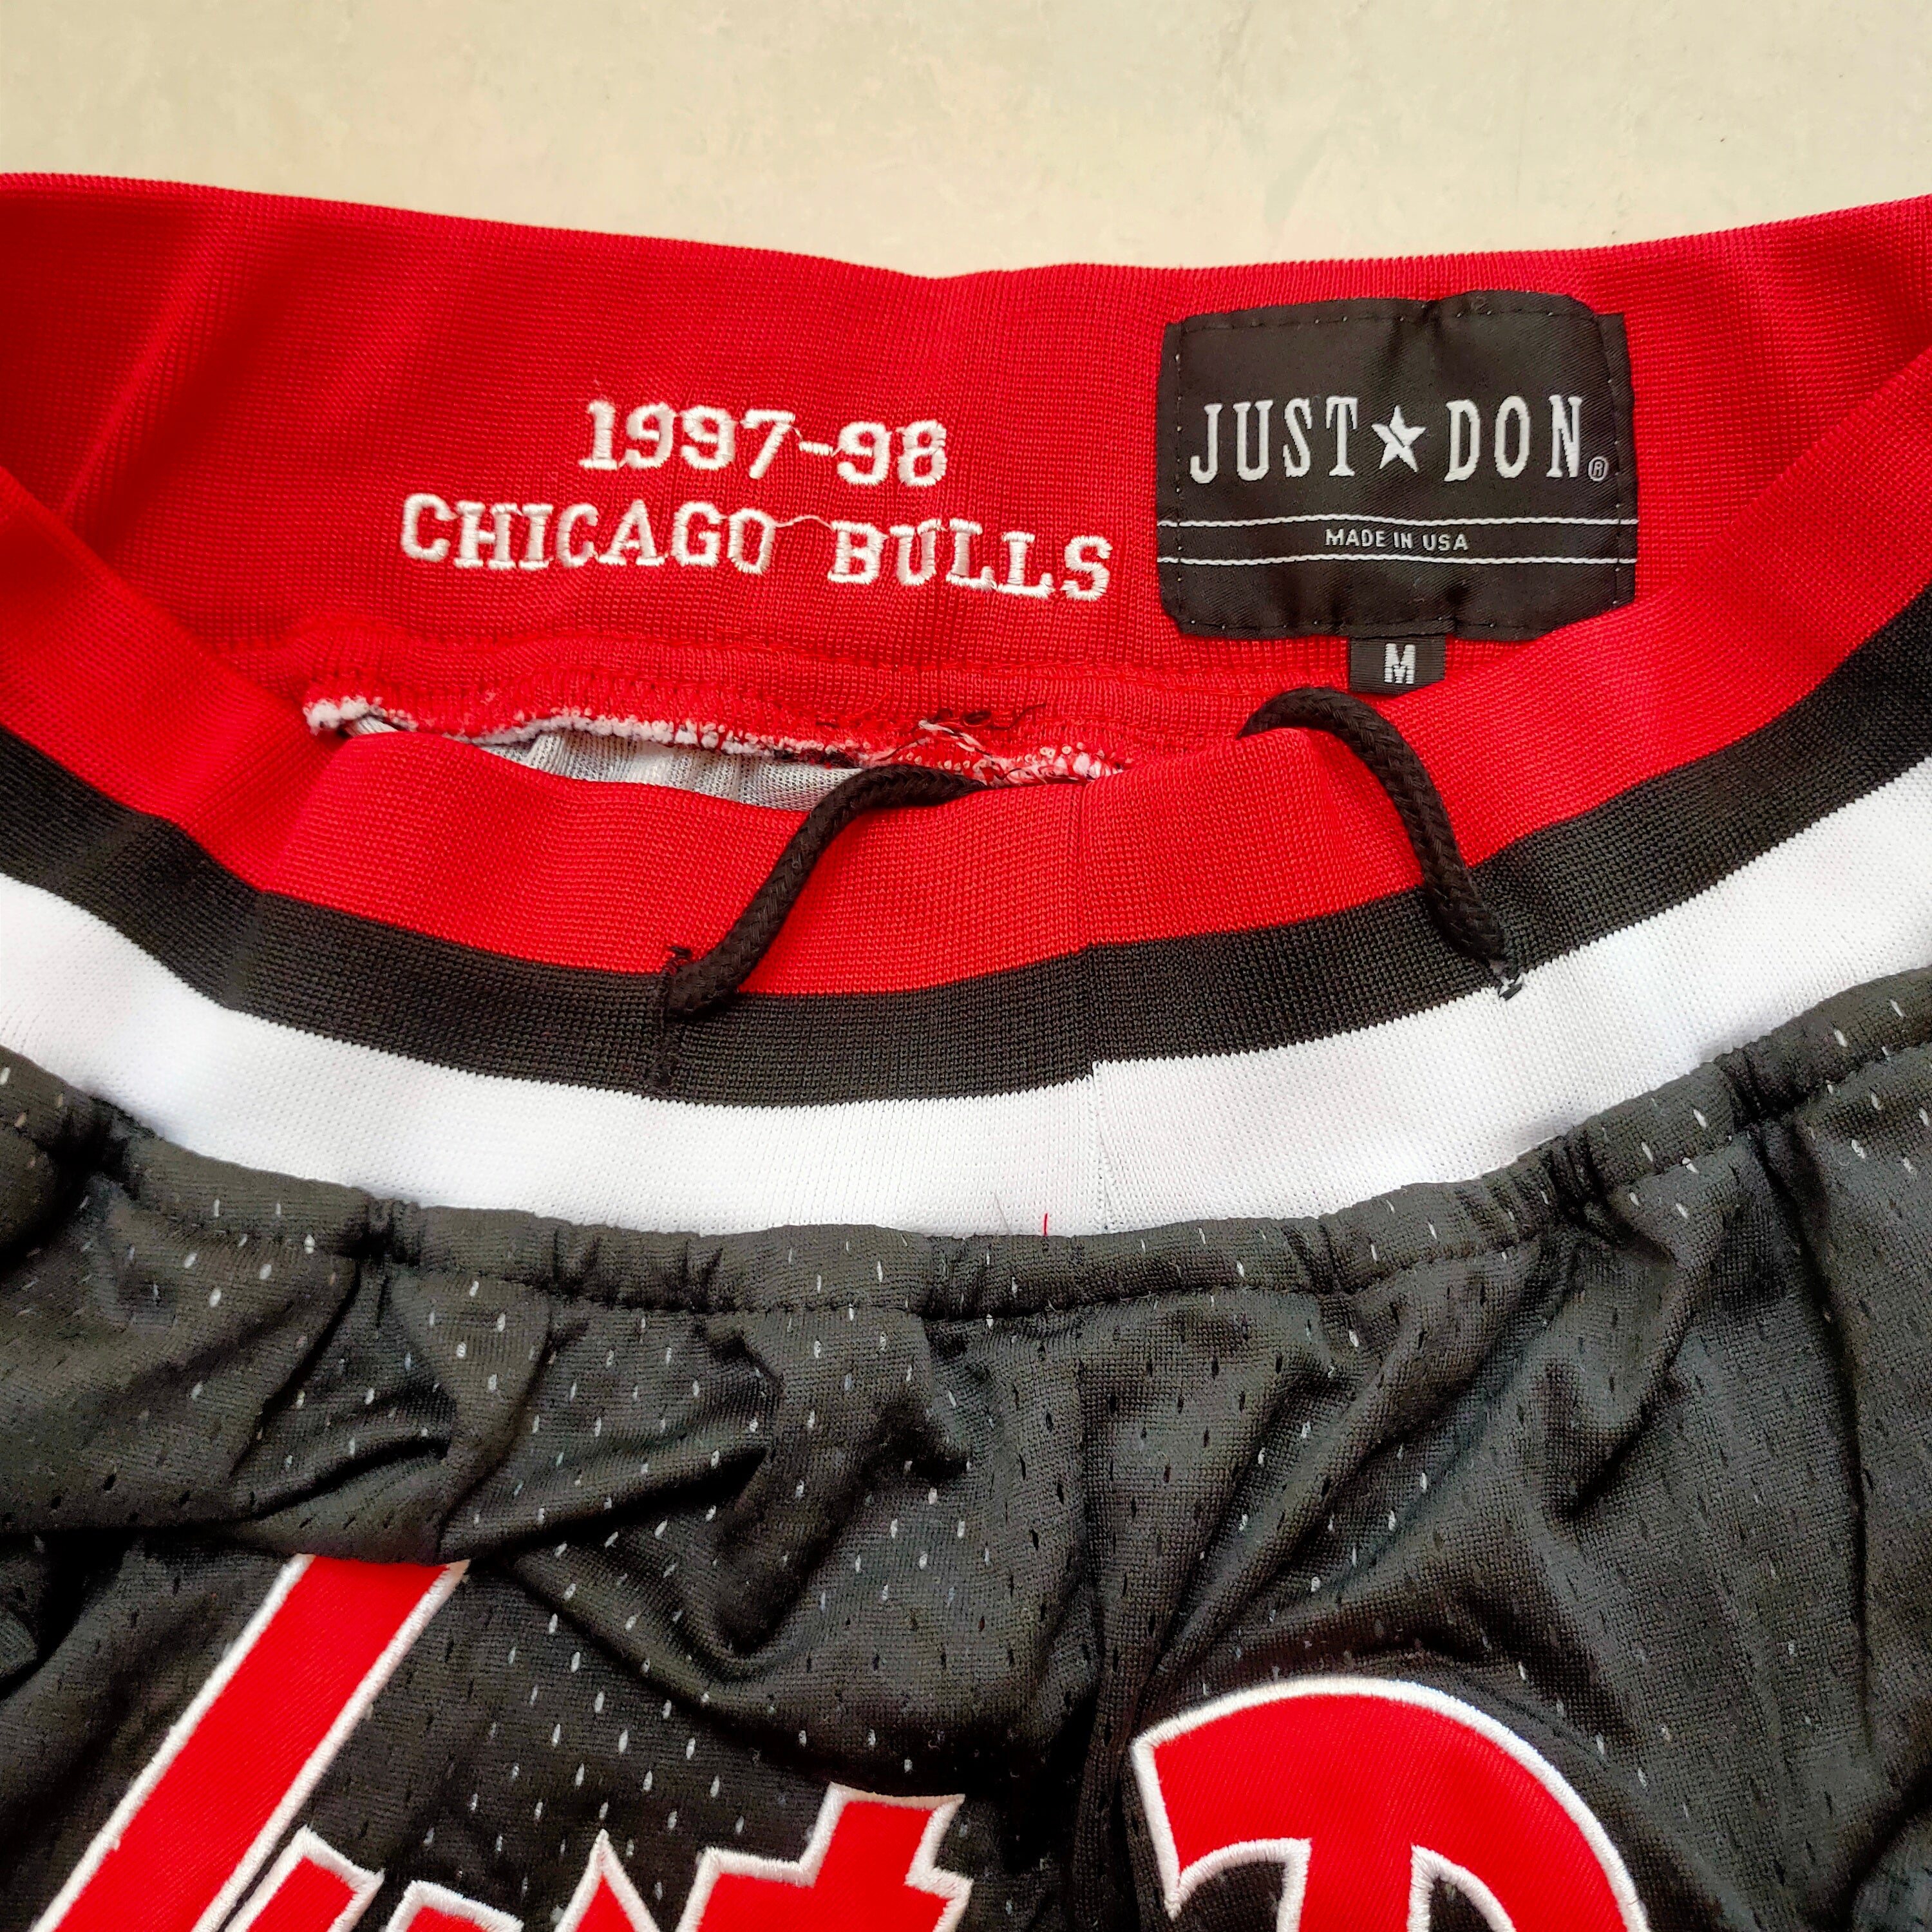 1997-98
CHICAGO BULLS
JUST★DON®
MADE IN USA
M